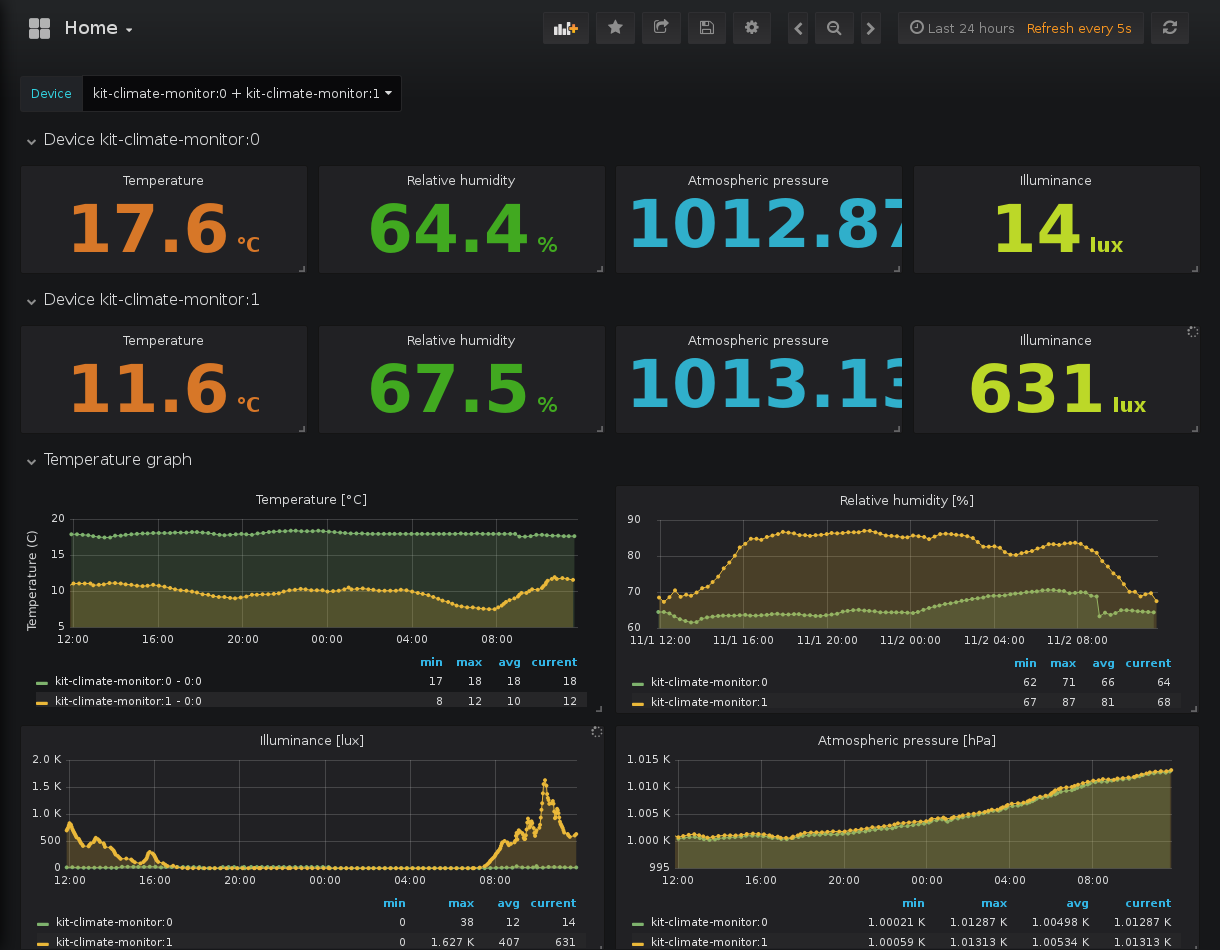 Home
Last 24 hours Refresh every 5s
Device kit-climate-monitor:0 + kit-climate-monitor:1
Device kit-climate-monitor:0
Temperature Relative humidity Atmospheric pressure Illuminance
17.6 °C 64.4 % 1012.87 14 lux
Device kit-climate-monitor:1
Temperature Relative humidity Atmospheric pressure Illuminance
11.6 °C 67.5 % 1013.13 631 lux
Temperature graph
Temperature [°C]
Temperature (C)
20
15
10
5
12:00 16:00 20:00 00:00 04:00 08:00
min max avg current
kit-climate-monitor:0 - 0:0 17 18 18 18
kit-climate-monitor:1 - 0:0 8 12 10 12
Relative humidity [%]
90
80
70
60
11/1 12:00 11/1 16:00 11/1 20:00 11/2 00:00 11/2 04:00 11/2 08:00
min max avg current
kit-climate-monitor:0 62 71 66 64
kit-climate-monitor:1 67 87 81 68
Illuminance [lux]
2.0 K
1.5 K
1.0 K
500
0
12:00 16:00 20:00 00:00 04:00 08:00
min max avg current
kit-climate-monitor:0 0 38 12 14
kit-climate-monitor:1 0 1.627 K 407 631
Atmospheric pressure [hPa]
1.015 K
1.010 K
1.005 K
1.000 K
995
12:00 16:00 20:00 00:00 04:00 08:00
min max avg current
kit-climate-monitor:0 1.00021 K 1.01287 K 1.00498 K 1.01287 K
kit-climate-monitor:1 1.00059 K 1.01313 K 1.00534 K 1.01313 K